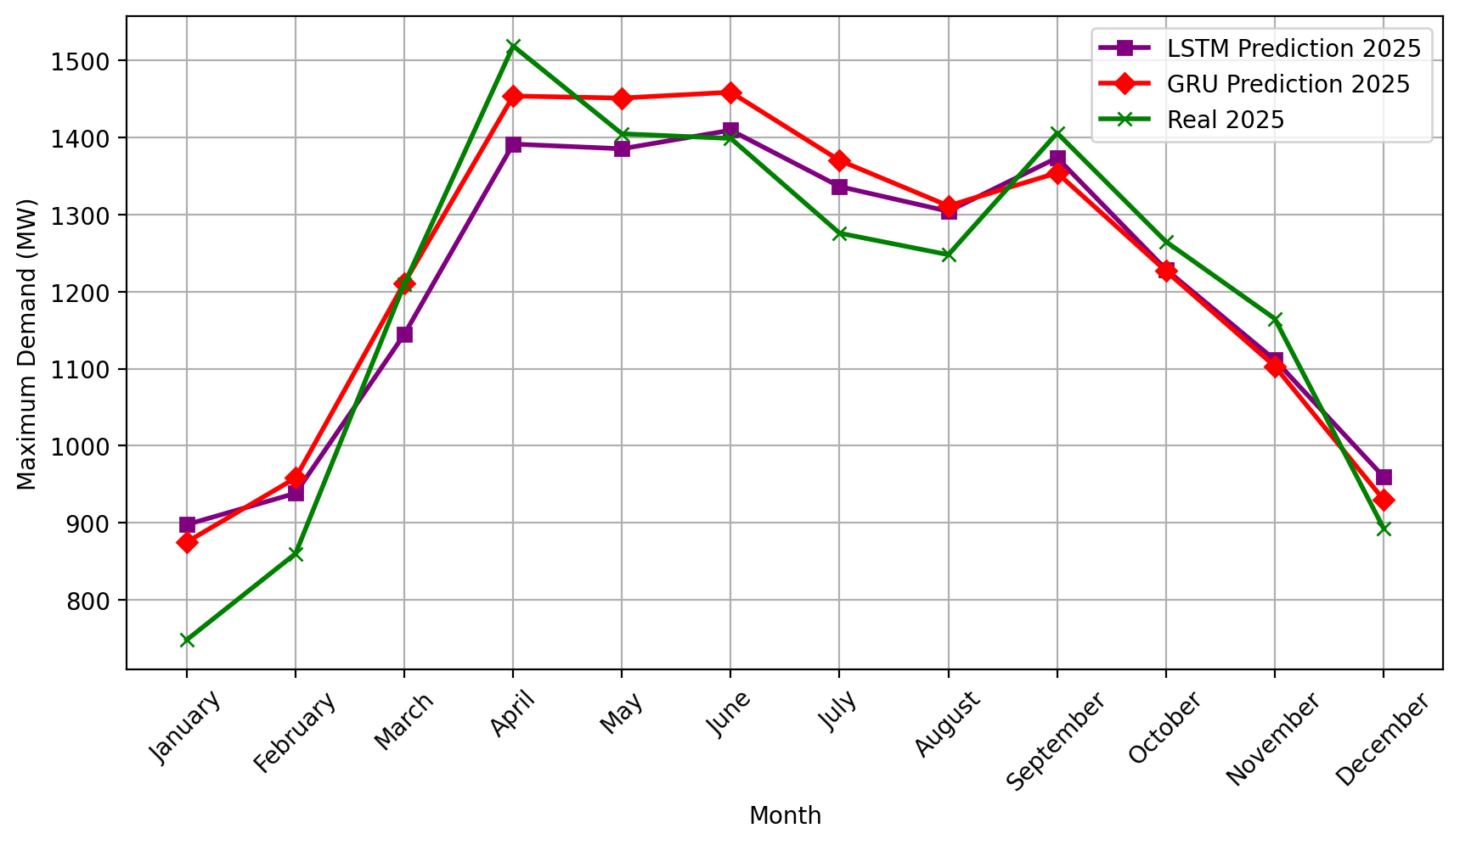 LSTM Prediction 2025
GRU Prediction 2025
Real 2025
Maximum Demand (MW)
1500
1400
1300
1200
1100
1000
900
800
January
February
March
April
May
June
July
August
September
October
November
December
Month